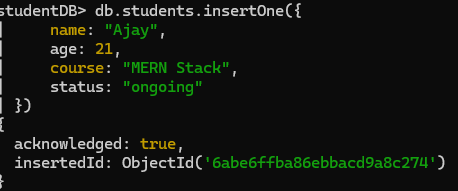 studentDB> db.students.insertOne({
| name: "Ajay",
| age: 21,
| course: "MERN Stack",
| status: "ongoing"
| })
{
acknowledged: true,
insertedId: ObjectId('6abe6ffba86ebbacd9a8c274')
}